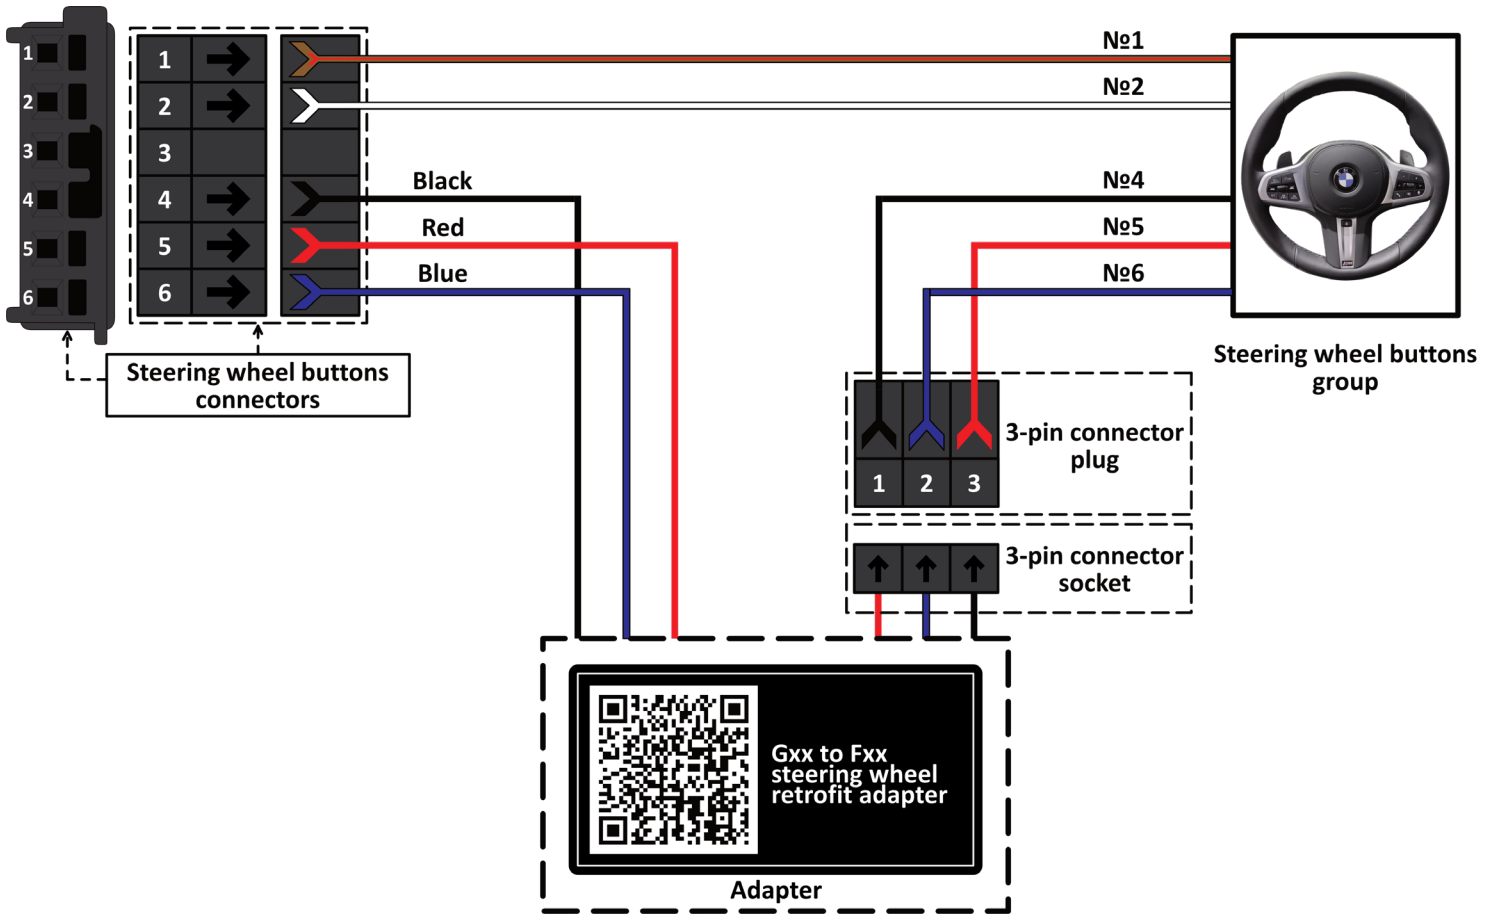 1
2
3
4
5
6
1
2
3
4
5
6
Black
Red
Blue
№1
№2
№4
№5
№6
Steering wheel buttons
connectors
Steering wheel buttons
group
3-pin connector
plug
1 2 3
3-pin connector
socket
Gxx to Fxx
steering wheel
retrofit adapter
Adapter